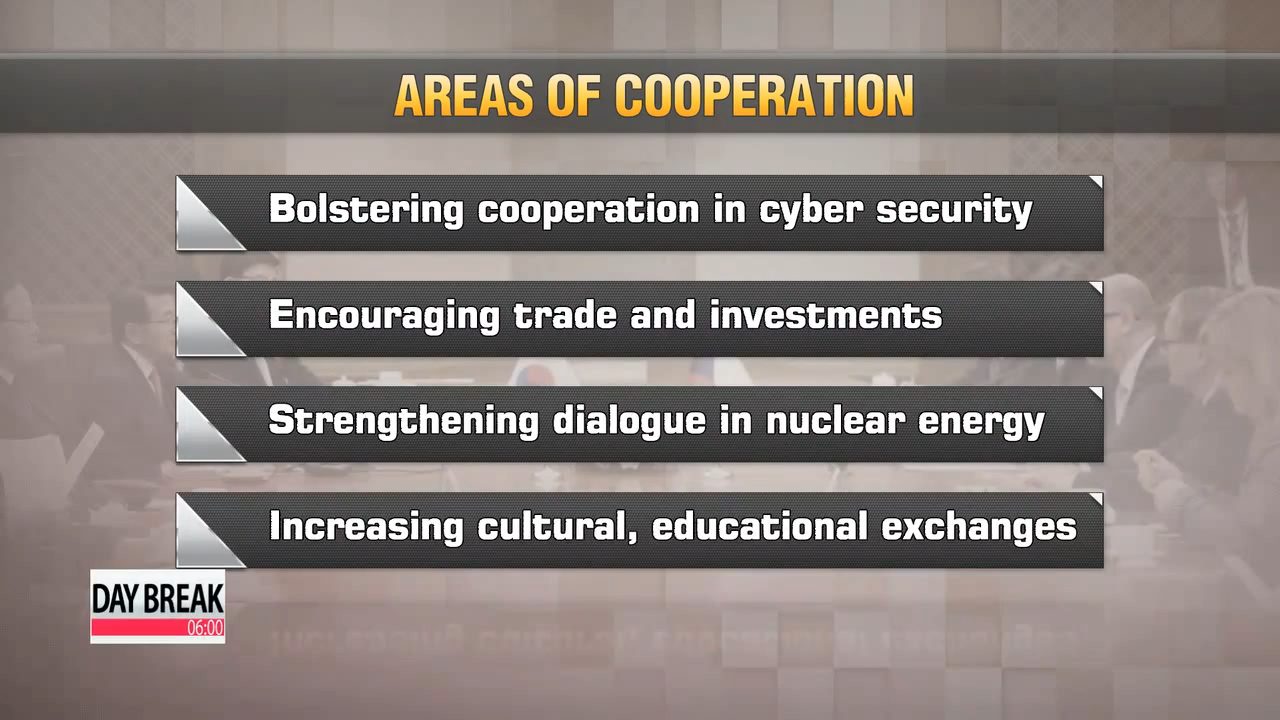 AREAS OF COOPERATION
Bolstering cooperation in cyber security
Encouraging trade and investments
Strengthening dialogue in nuclear energy
Increasing cultural, educational exchanges
DAY BREAK
06:00